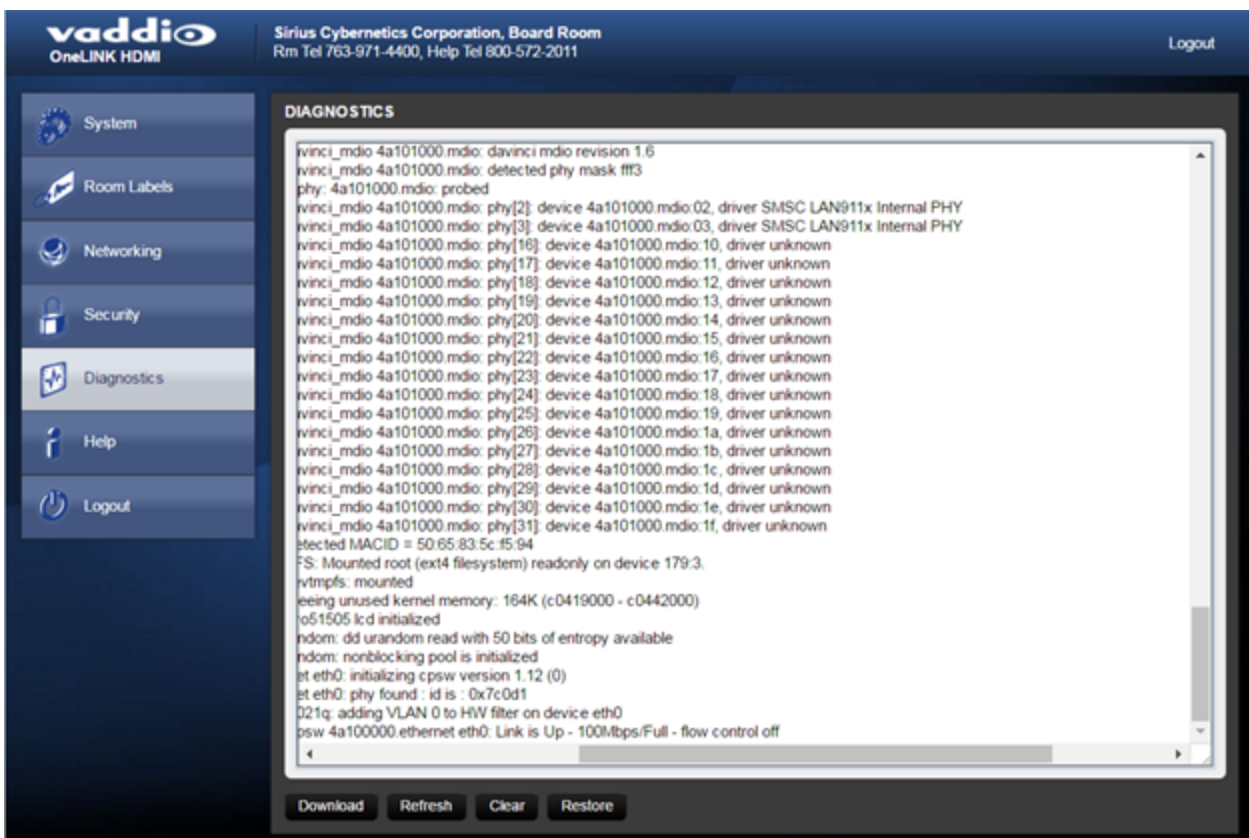 vaddio
OneLINK HDMI
Sirius Cybernetics Corporation, Board Room
Rm Tel 763-971-4400, Help Tel 800-572-2011
Logout
System
Room Labels
Networking
Security
Diagnostics
Help
Logout
DIAGNOSTICS
vinci_mdio 4a101000.mdio: davinci mdio revision 1.6
vinci_mdio 4a101000.mdio: detected phy mask fff3
phy: 4a101000.mdio: probed
vinci_mdio 4a101000.mdio: phy[2]: device 4a101000.mdio:02, driver SMSC LAN911x Internal PHY
vinci_mdio 4a101000.mdio: phy[3]: device 4a101000.mdio:03, driver SMSC LAN911x Internal PHY
vinci_mdio 4a101000.mdio: phy[16]: device 4a101000.mdio:10, driver unknown
vinci_mdio 4a101000.mdio: phy[17]: device 4a101000.mdio:11, driver unknown
vinci_mdio 4a101000.mdio: phy[18]: device 4a101000.mdio:12, driver unknown
vinci_mdio 4a101000.mdio: phy[19]: device 4a101000.mdio:13, driver unknown
vinci_mdio 4a101000.mdio: phy[20]: device 4a101000.mdio:14, driver unknown
vinci_mdio 4a101000.mdio: phy[21]: device 4a101000.mdio:15, driver unknown
vinci_mdio 4a101000.mdio: phy[22]: device 4a101000.mdio:16, driver unknown
vinci_mdio 4a101000.mdio: phy[23]: device 4a101000.mdio:17, driver unknown
vinci_mdio 4a101000.mdio: phy[24]: device 4a101000.mdio:18, driver unknown
vinci_mdio 4a101000.mdio: phy[25]: device 4a101000.mdio:19, driver unknown
vinci_mdio 4a101000.mdio: phy[26]: device 4a101000.mdio:1a, driver unknown
vinci_mdio 4a101000.mdio: phy[27]: device 4a101000.mdio:1b, driver unknown
vinci_mdio 4a101000.mdio: phy[28]: device 4a101000.mdio:1c, driver unknown
vinci_mdio 4a101000.mdio: phy[29]: device 4a101000.mdio:1d, driver unknown
vinci_mdio 4a101000.mdio: phy[30]: device 4a101000.mdio:1e, driver unknown
vinci_mdio 4a101000.mdio: phy[31]: device 4a101000.mdio:1f, driver unknown
etected MACID = 50:65:83:5c:f5:94
FS: Mounted root (ext4 filesystem) readonly on device 179:3.
vtmpfs: mounted
eeing unused kernel memory: 164K (c0419000 - c0442000)
o51505 lcd initialized
ndom: dd urandom read with 50 bits of entropy available
ndom: nonblocking pool is initialized
et eth0: initializing cpsw version 1.12 (0)
et eth0: phy found : id is : 0x7c0d1
021q: adding VLAN 0 to HW filter on device eth0
psw 4a100000.ethernet eth0: Link is Up - 100Mbps/Full - flow control off
Download
Refresh
Clear
Restore